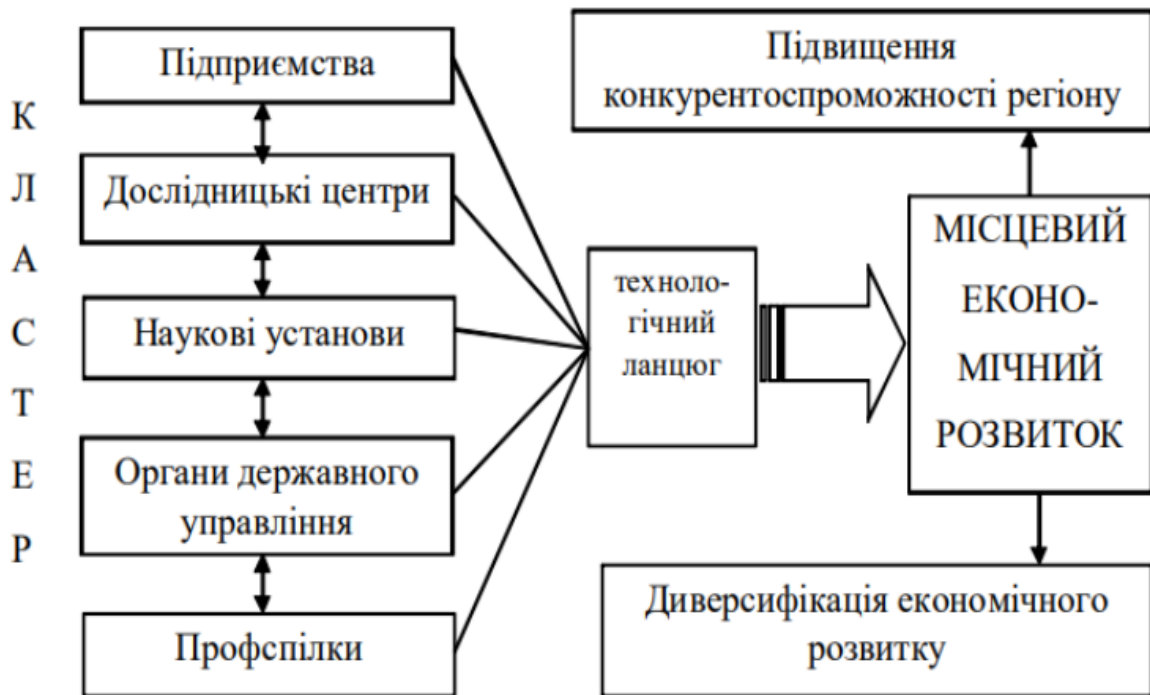 К
Л
А
С
Т
Е
Р
Підприємства
Дослідницькі центри
Наукові установи
Органи державного
управління
Профспілки
техноло-
гічний
ланцюг
Підвищення
конкурентоспроможності регіону
МІСЦЕВИЙ
ЕКОНО-
МІЧНИЙ
РОЗВИТОК
Диверсифікація економічного
розвитку